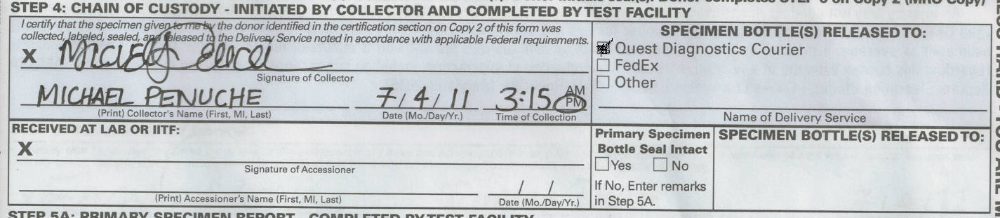 STEP 4: CHAIN OF CUSTODY - INITIATED BY COLLECTOR AND COMPLETED BY TEST FACILITY
I certify that the specimen given to me by the donor identified in the certification section on Copy 2 of this form was
collected, labeled, sealed, and released to the Delivery Service noted in accordance with applicable Federal requirements.
X
Signature of Collector
MICHAEL PENUCHE 7/4/11 3:15 AM PM
(Print) Collector's Name (First, MI, Last) Date (Mo./Day/Yr.) Time of Collection
SPECIMEN BOTTLE(S) RELEASED TO:
Quest Diagnostics Courier
FedEx
Other
Name of Delivery Service
RECEIVED AT LAB OR IITF:
X
Signature of Accessioner
/ /
(Print) Accessioner's Name (First, MI, Last) Date (Mo./Day/Yr.)
Primary Specimen
Bottle Seal Intact
Yes No
If No, Enter remarks
in Step 5A.
SPECIMEN BOTTLE(S) RELEASED TO:
STEP 5A: PRIMARY SPECIMEN REPORT - COMPLETED BY TEST FACILITY